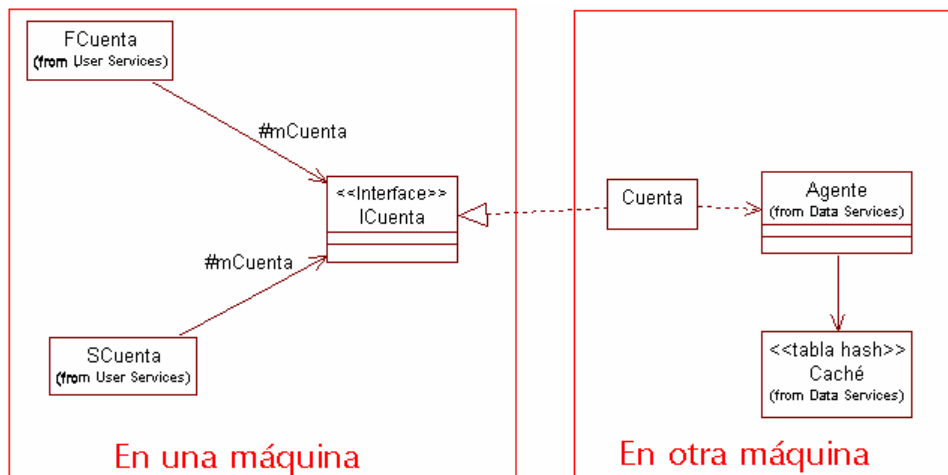 FCuenta
(from User Services)
#mCuenta
<<Interface>>
ICuenta
#mCuenta
SCuenta
(from User Services)
En una máquina
Cuenta
Agente
(from Data Services)
<<tabla hash>>
Caché
(from Data Services)
En otra máquina